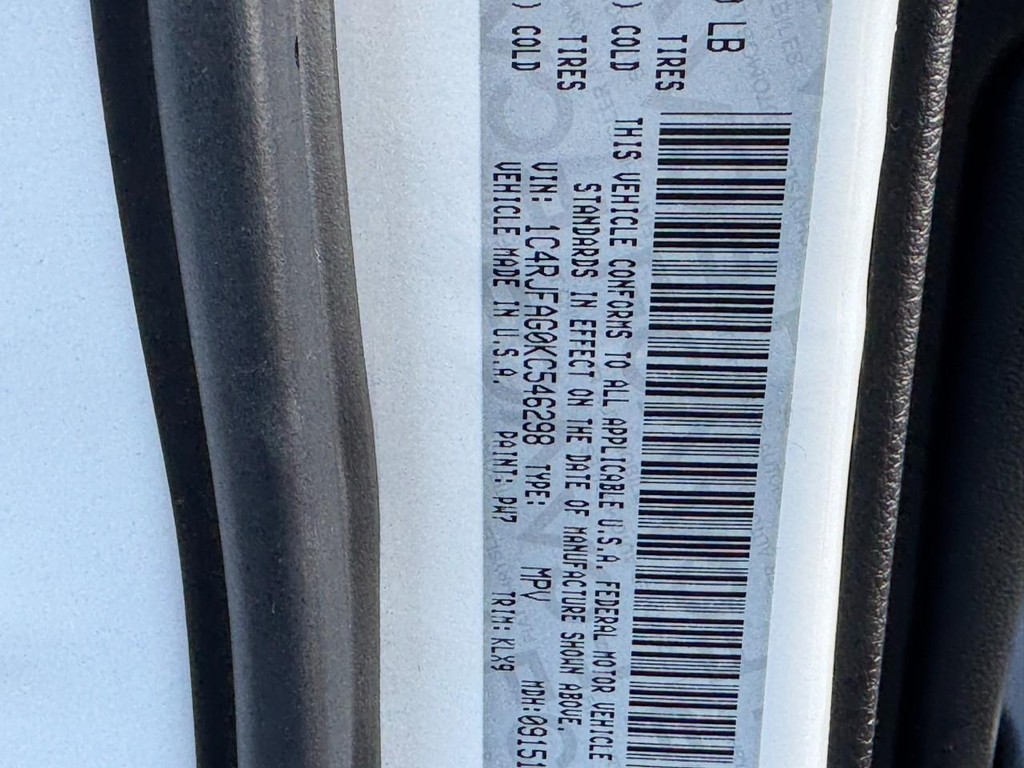 LB
TIRES
) COLD
TIRES
) COLD
THIS VEHICLE CONFORMS TO ALL APPLICABLE U.S.A. FEDERAL MOTOR VEHICLE
STANDARDS IN EFFECT ON THE DATE OF MANUFACTURE SHOWN ABOVE.
VIN: 1C4RJFAG0KC546298 TYPE: MPV MDH:09151
VEHICLE MADE IN U.S.A. PAINT: PW7 TRIM: KLX9